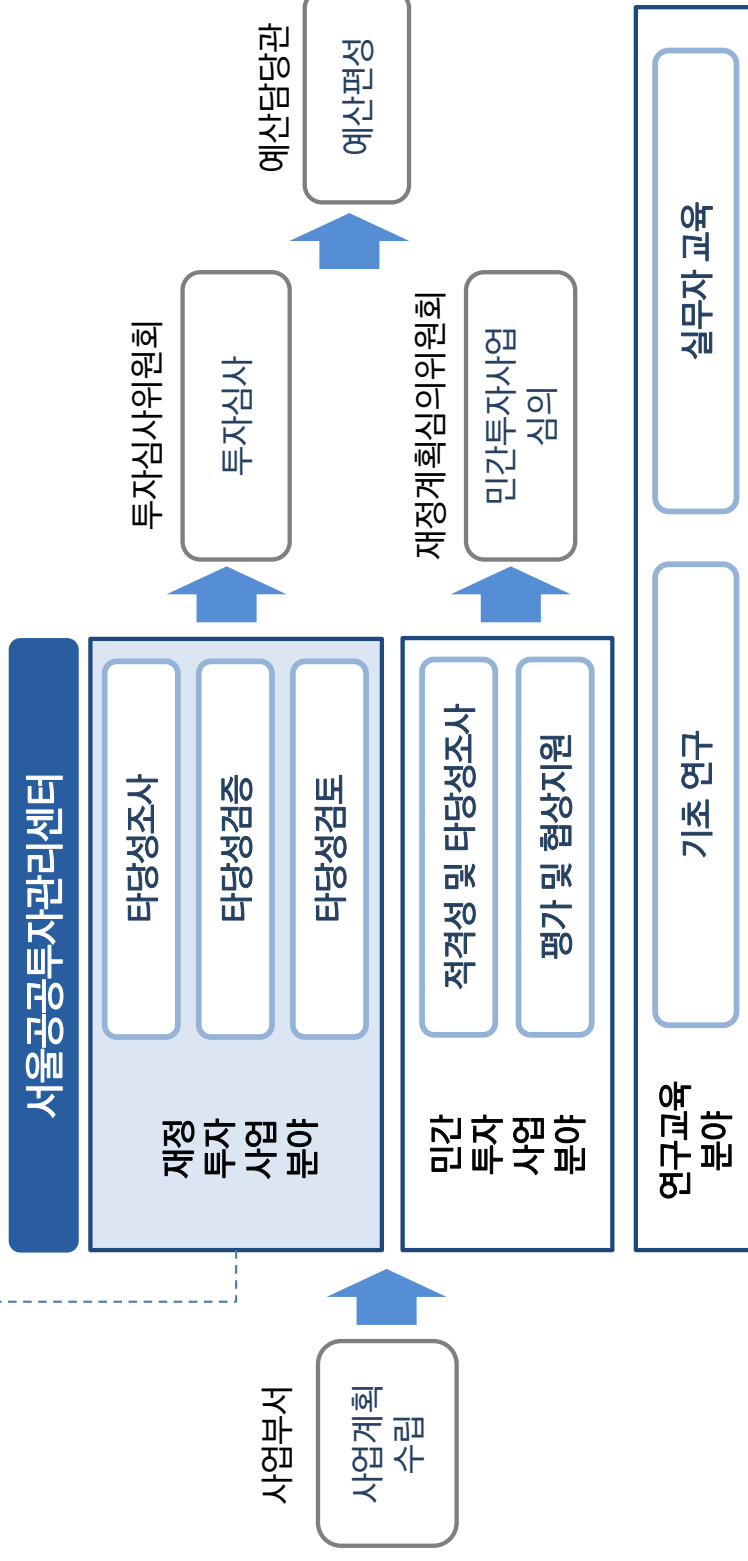 서울공공투자관리센터
사업부서
사업계획
수립
재정
투자
사업
분야
타당성조사
타당성검증
타당성검토
투자심사위원회
투자심사
예산담당관
예산편성
민간
투자
사업
분야
적격성 및 타당성조사
평가 및 협상지원
재정계획심의위원회
민간투자사업
심의
연구교육
분야
기초 연구
실무자 교육